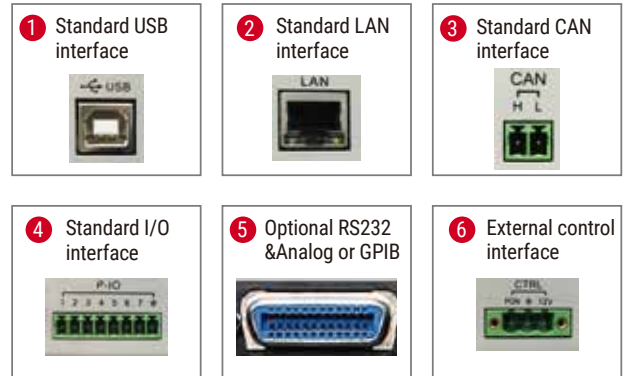 1 Standard USB
interface
USB
2 Standard LAN
interface
LAN
3 Standard CAN
interface
CAN
H L
4 Standard I/O
interface
P-IO
1 2 3 4 5 6 7
5 Optional RS232
&Analog or GPIB
6 External control
interface
CTRL
12V